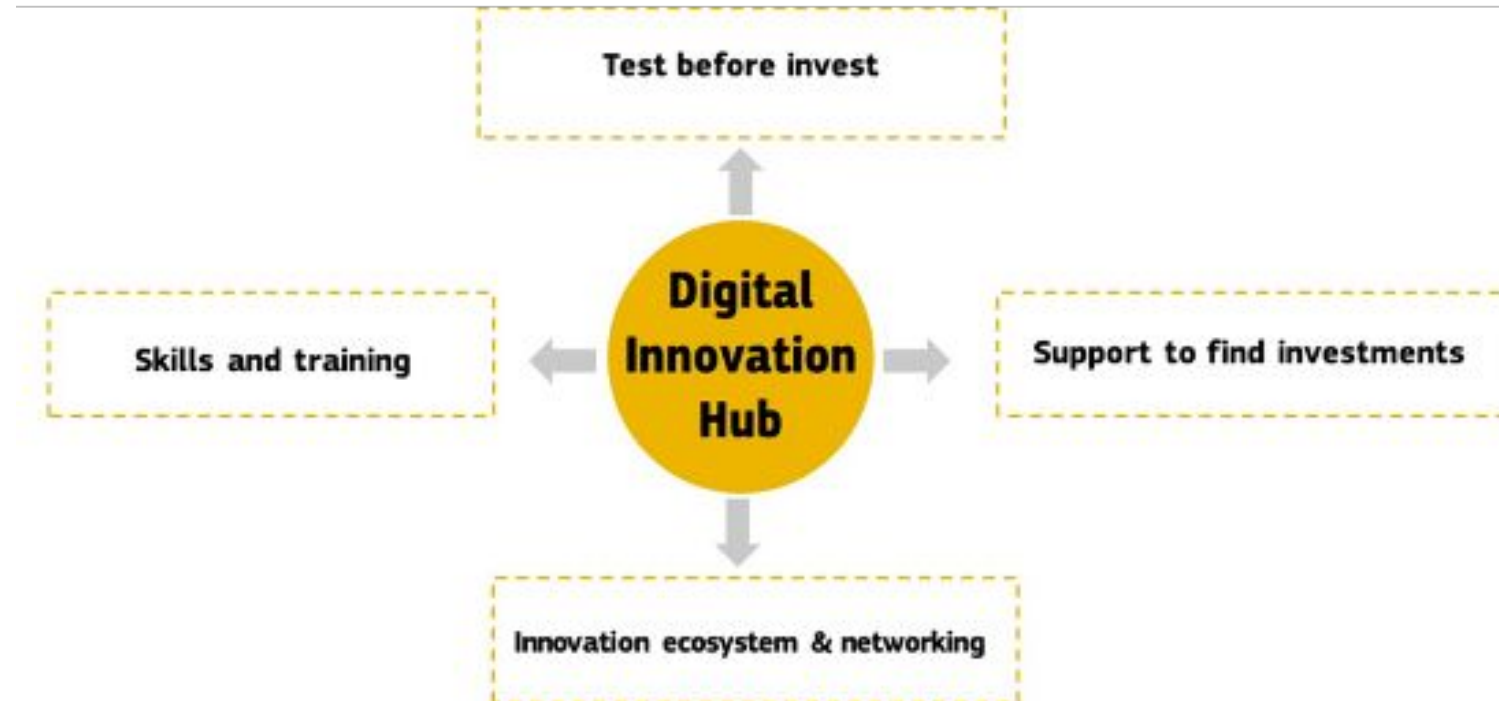 Test before invest
Digital
Innovation
Hub
Skills and training
Support to find investments
Innovation ecosystem & networking